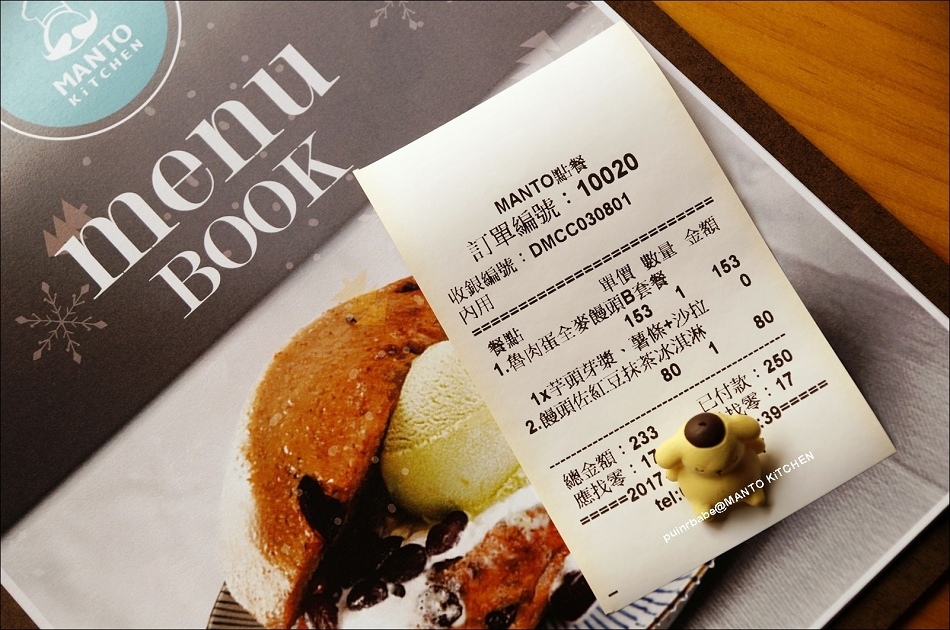 MANTO
KiTCHEN
menu
BOOK
MANTO點餐
訂單編號：10020
收銀編號：DMCC030801
內用
====================
餐點 單價 數量 金額
1.魯肉蛋全麥饅頭B套餐
153 1 153
1x芋頭芽漿、薯條+沙拉 0
2.饅頭佐紅豆抹茶冰淇淋
80 1 80
--------------------
總金額：233 已付款：250
應找零：17 找零：17
=====2017 :39=====
tel:
puinrbabe@MANTO KITCHEN